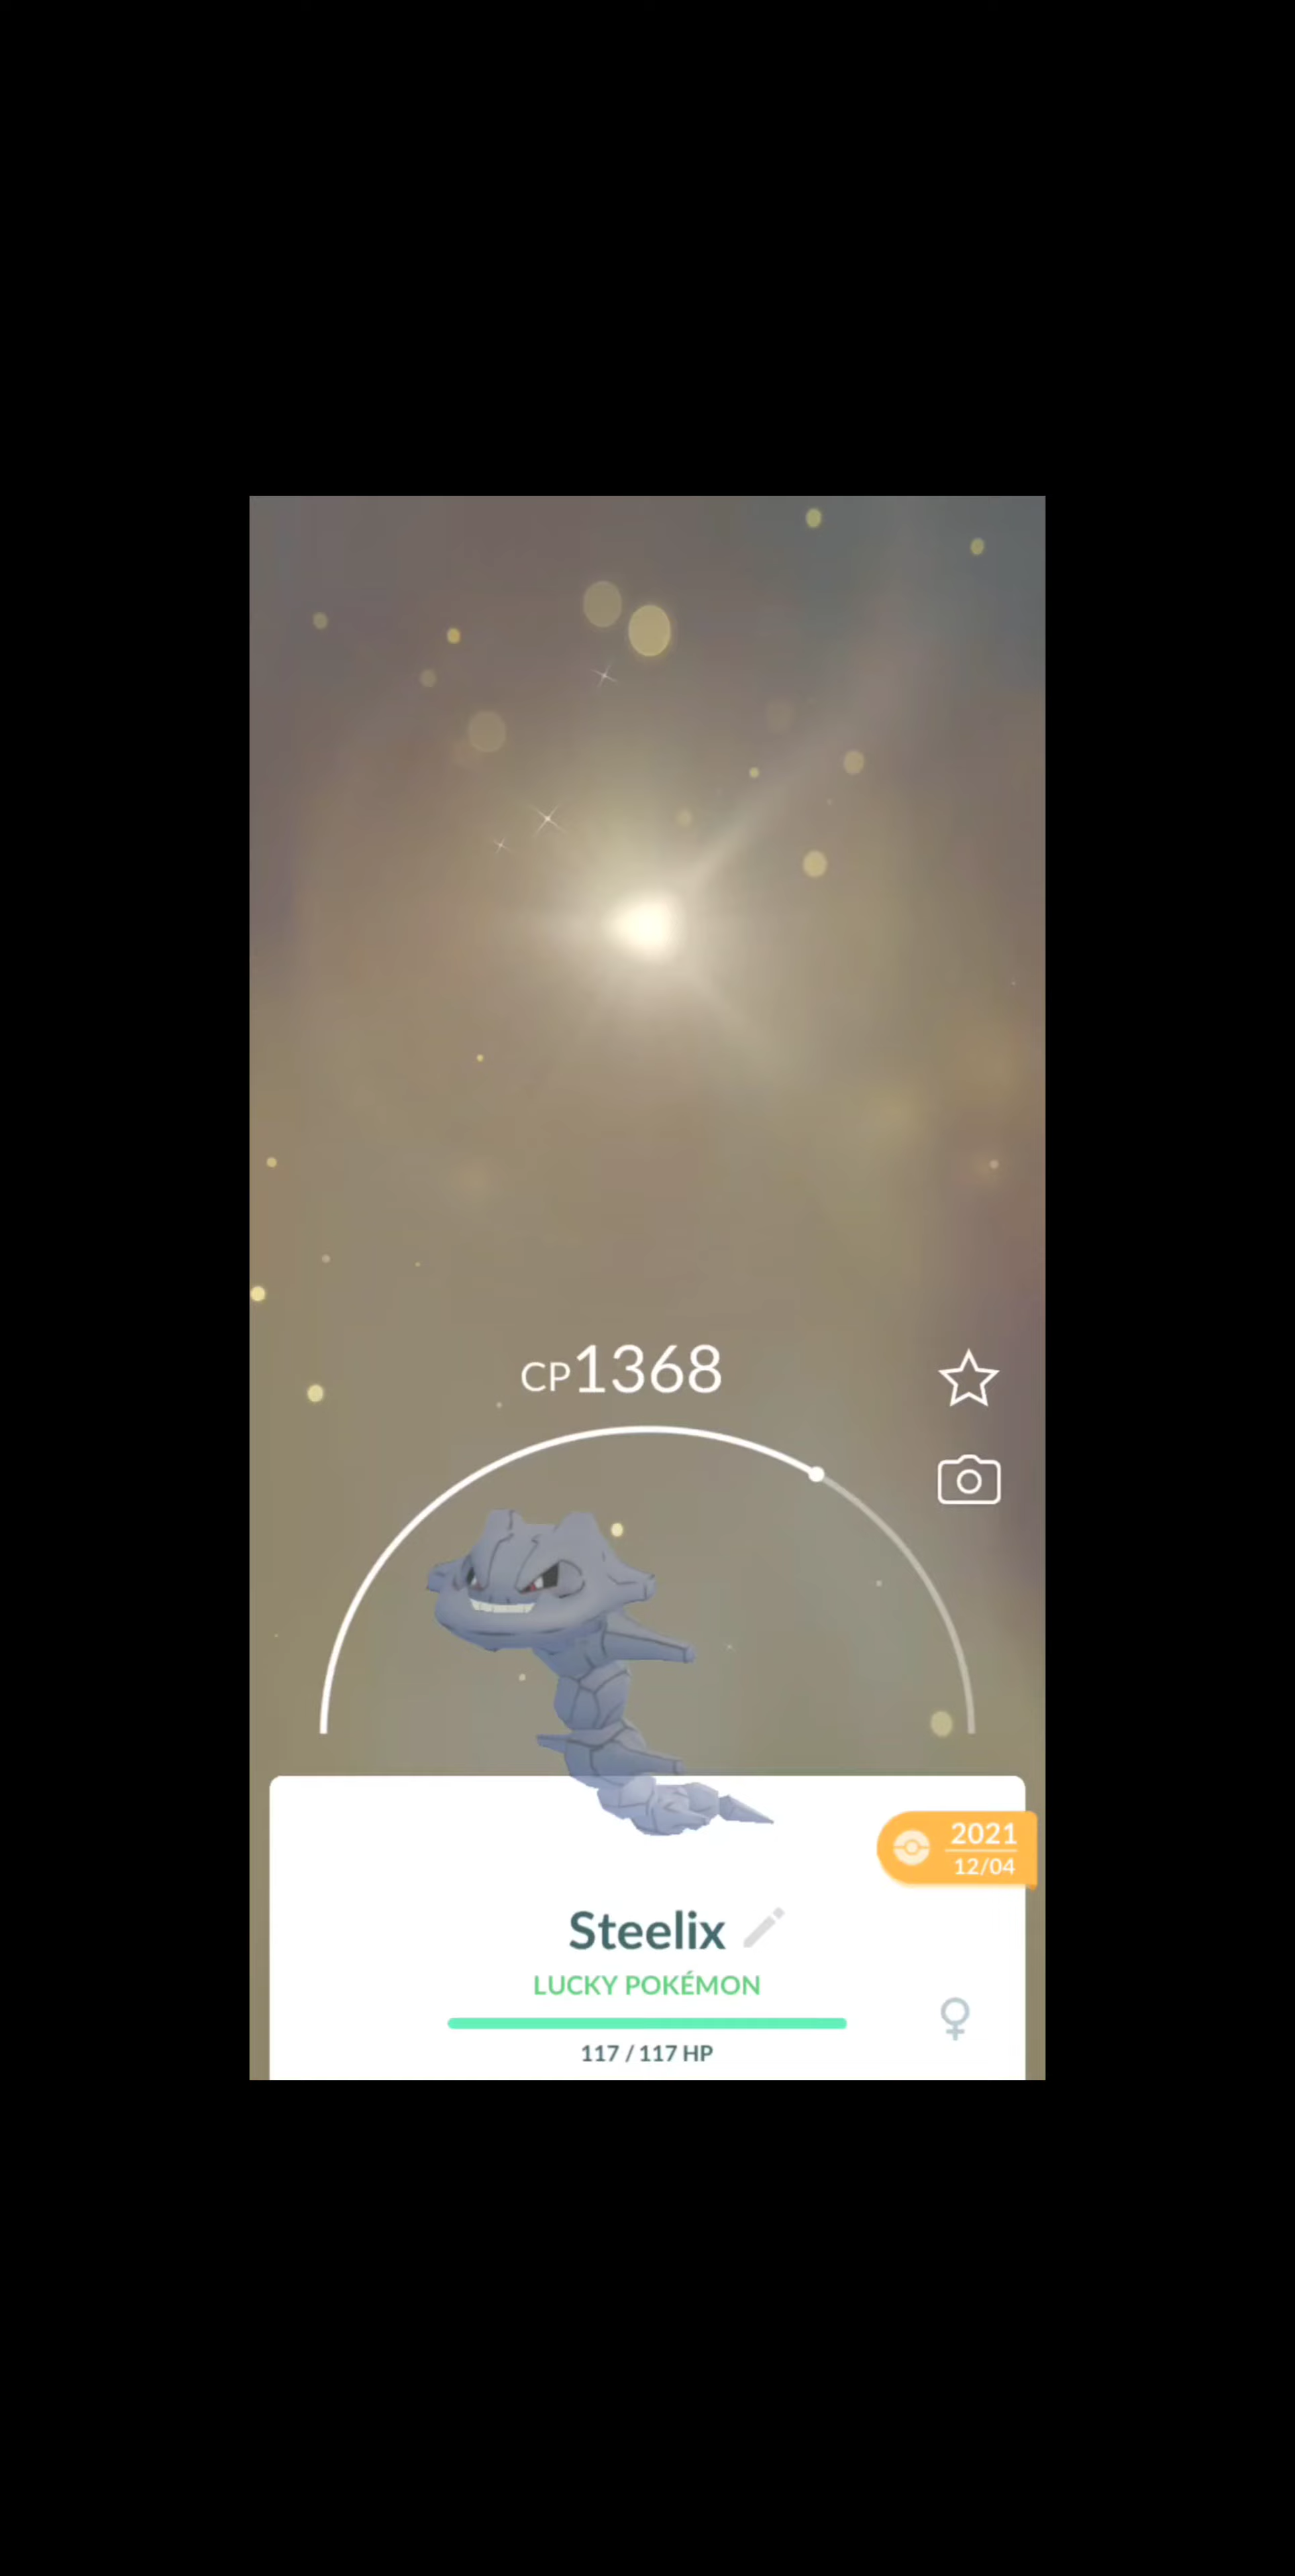 CP1368
2021
12/04
Steelix
LUCKY POKÉMON
117 / 117 HP